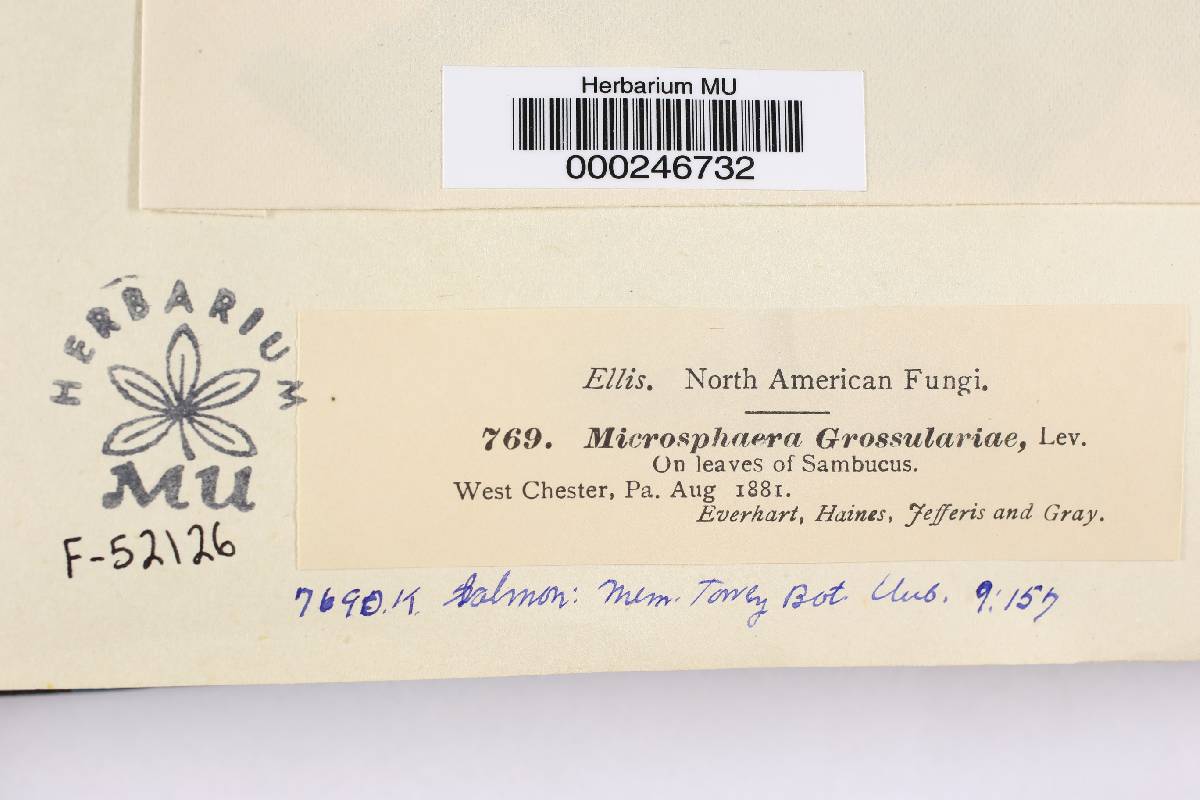 Herbarium MU
000246732
HERBARIUM
MU
F-52126
Ellis. North American Fungi.
769. Microsphaera Grossulariae, Lev.
On leaves of Sambucus.
West Chester, Pa. Aug 1881.
Everhart, Haines, Jefferis and Gray.
769 O.K. Salmon: Mem. Torrey Bot. Club. 9:157